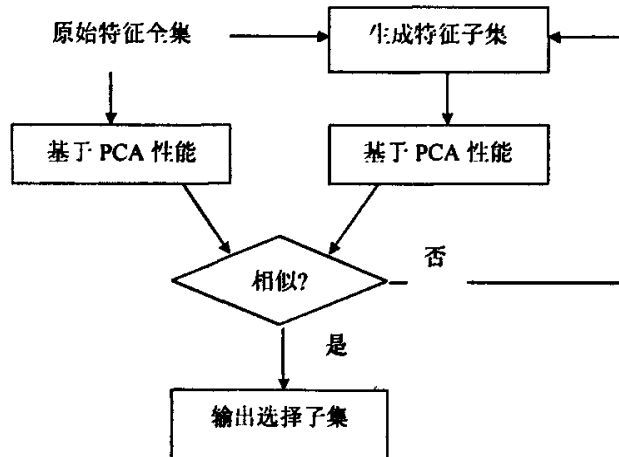 原始特征全集
生成特征子集
基于 PCA 性能
基于 PCA 性能
相似?
否
是
输出选择子集